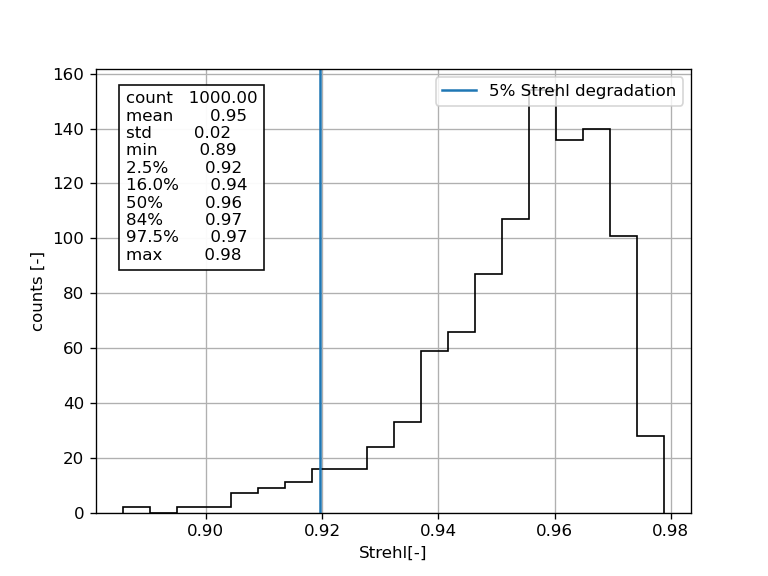 5% Strehl degradation
count 1000.00
mean 0.95
std 0.02
min 0.89
2.5% 0.92
16.0% 0.94
50% 0.96
84% 0.97
97.5% 0.97
max 0.98
counts [-]
160
140
120
100
80
60
40
20
0
0.90 0.92 0.94 0.96 0.98
Strehl[-]